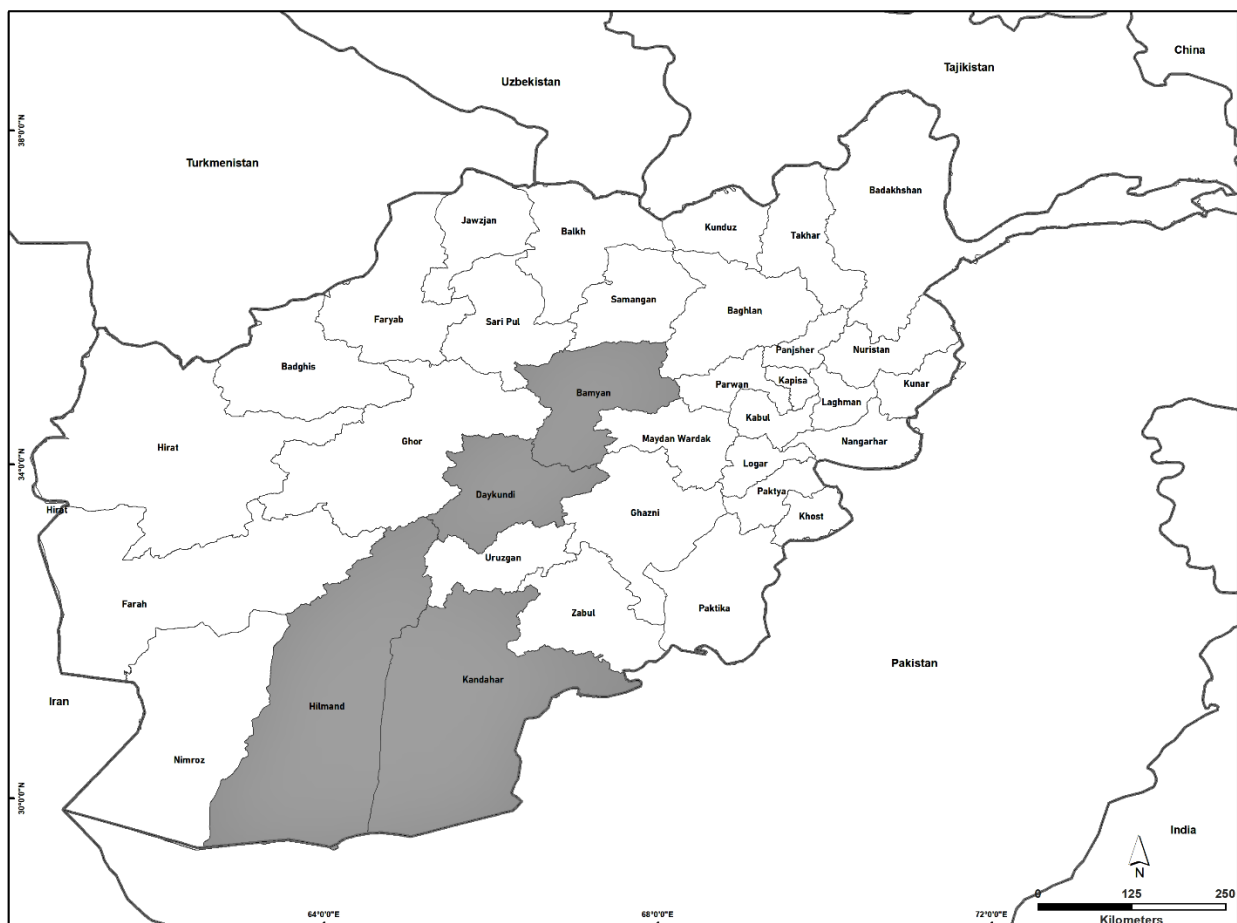 China
Tajikistan
Uzbekistan
38°0'0"N
Turkmenistan
Badakhshan
Jawzjan
Balkh
Kunduz
Takhar
Samangan
Baghlan
Faryab
Sari Pul
Panjsher
Nuristan
Badghis
Bamyan
Parwan
Kapisa
Kunar
Laghman
Kabul
Hirat
Ghor
Maydan Wardak
Nangarhar
34°0'0"N
Logar
Daykundi
Paktya
Hirat
Ghazni
Khost
Uruzgan
Farah
Zabul
Paktika
Pakistan
Kandahar
Iran
Hilmand
Nimroz
30°0'0"N
India
N
0 125 250
Kilometers
64°0'0"E
68°0'0"E
72°0'0"E